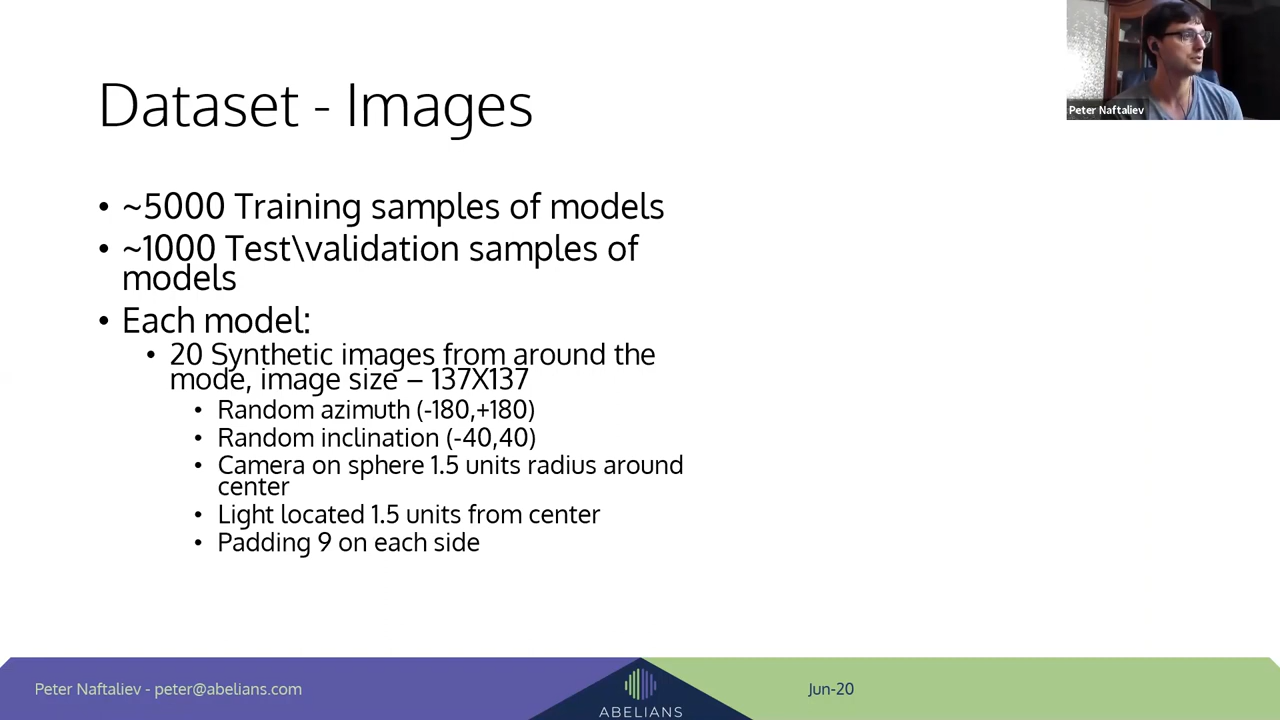 Peter Naftaliev
Dataset - Images
• ~5000 Training samples of models
• ~1000 Test\validation samples of
models
• Each model:
• 20 Synthetic images from around the
mode, image size – 137X137
• Random azimuth (-180,+180)
• Random inclination (-40,40)
• Camera on sphere 1.5 units radius around
center
• Light located 1.5 units from center
• Padding 9 on each side
Peter Naftaliev - peter@abelians.com
ABELIANS
Jun-20